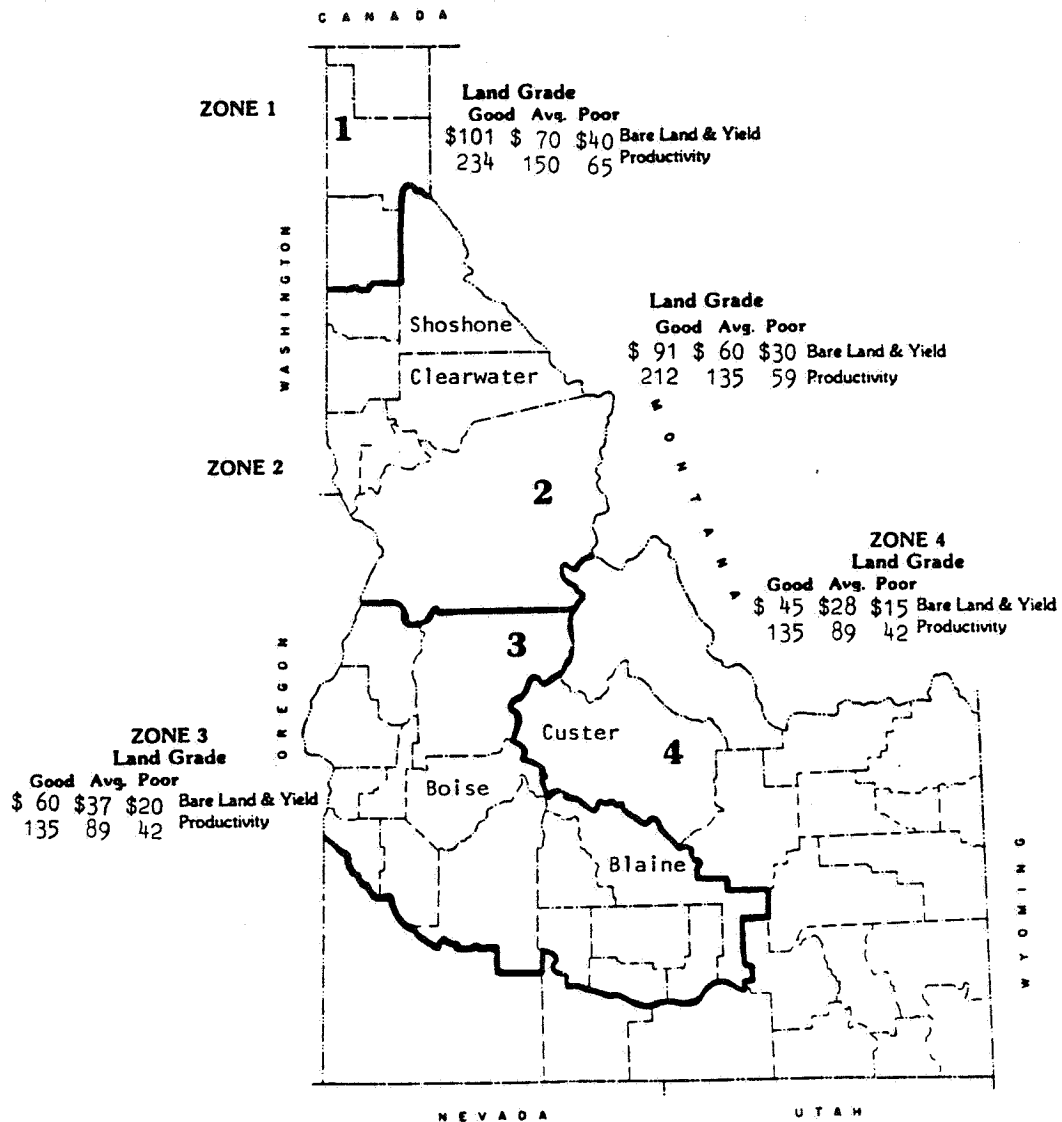 CANADA
ZONE 1
1
Land Grade
Good Avg. Poor
$101 $ 70 $40 Bare Land & Yield
234 150 65 Productivity
WASHINGTON
Shoshone
Clearwater
Land Grade
Good Avg. Poor
$ 91 $ 60 $30 Bare Land & Yield
212 135 59 Productivity
MONTANA
ZONE 2
2
ZONE 4
Land Grade
Good Avg. Poor
$ 45 $28 $15 Bare Land & Yield
135 89 42 Productivity
OREGON
3
Custer
4
ZONE 3
Land Grade
Good Avg. Poor
$ 60 $37 $20 Bare Land & Yield
135 89 42 Productivity
Boise
Blaine
WYOMING
NEVADA
UTAH